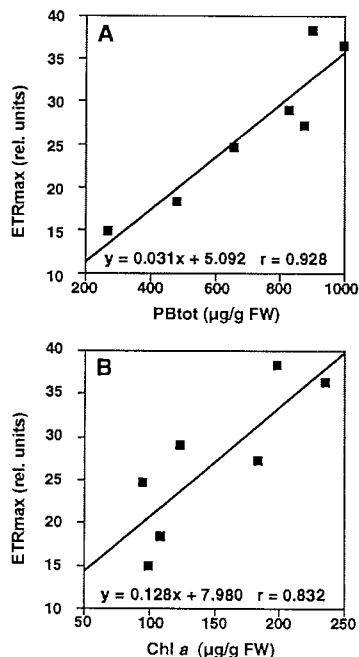 A
ETRmax (rel. units)
40
35
30
25
20
15
10
y = 0.031x + 5.092 r = 0.928
200 400 600 800 1000
PBtot (µg/g FW)
B
ETRmax (rel. units)
40
35
30
25
20
15
10
y = 0.128x + 7.980 r = 0.832
50 100 150 200 250
Chl a (µg/g FW)